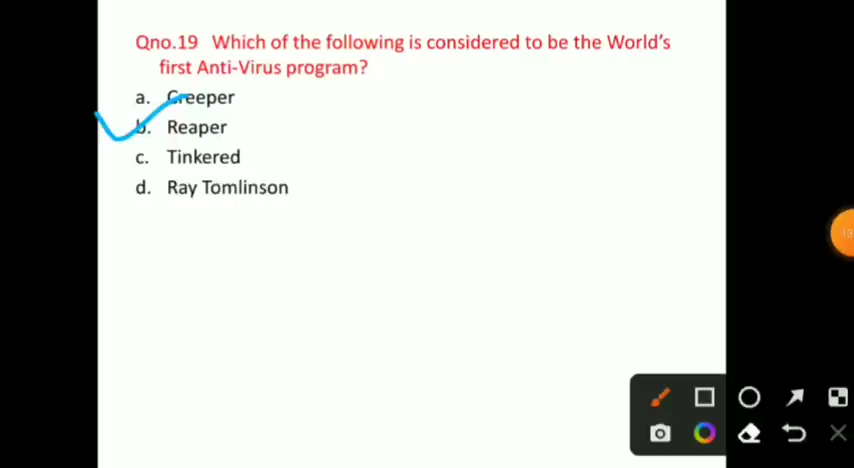 Qno.19 Which of the following is considered to be the World's
first Anti-Virus program?
a. Creeper
b. Reaper
c. Tinkered
d. Ray Tomlinson
13